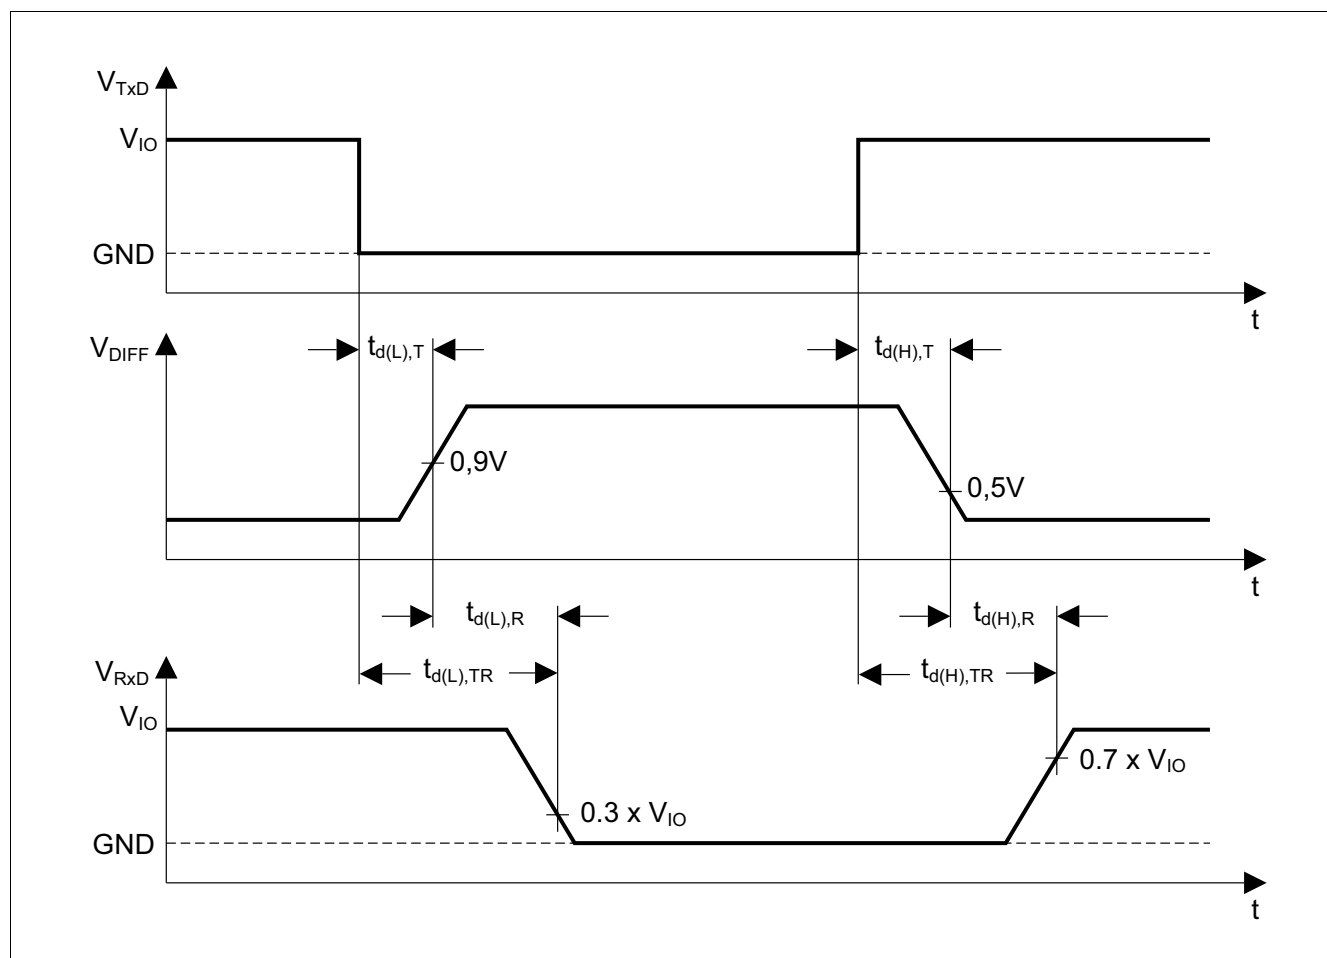 V_TxD
V_IO
GND
t
V_DIFF
t_d(L),T
t_d(H),T
0,9V
0,5V
t
t_d(L),R
t_d(H),R
V_RxD
t_d(L),TR
t_d(H),TR
V_IO
0.7 x V_IO
0.3 x V_IO
GND
t